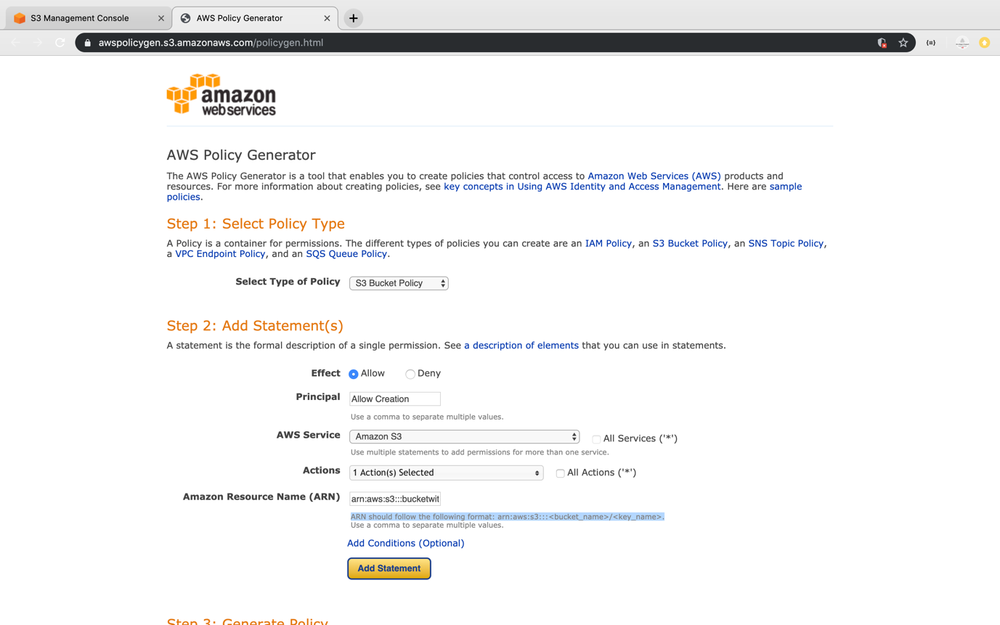 S3 Management Console
AWS Policy Generator
awspolicygen.s3.amazonaws.com/policygen.html
amazon
webservices
AWS Policy Generator
The AWS Policy Generator is a tool that enables you to create policies that control access to Amazon Web Services (AWS) products and
resources. For more information about creating policies, see key concepts in Using AWS Identity and Access Management. Here are sample
policies.
Step 1: Select Policy Type
A Policy is a container for permissions. The different types of policies you can create are an IAM Policy, an S3 Bucket Policy, an SNS Topic Policy,
a VPC Endpoint Policy, and an SQS Queue Policy.
Select Type of Policy S3 Bucket Policy
Step 2: Add Statement(s)
A statement is the formal description of a single permission. See a description of elements that you can use in statements.
Effect Allow Deny
Principal Allow Creation
Use a comma to separate multiple values.
AWS Service Amazon S3 All Services ('*')
Use multiple statements to add permissions for more than one service.
Actions 1 Action(s) Selected All Actions ('*')
Amazon Resource Name (ARN) arn:aws:s3:::bucketwit
ARN should follow the following format: arn:aws:s3:::<bucket_name>/<key_name>.
Use a comma to separate multiple values.
Add Conditions (Optional)
Add Statement
Step 3: Generate Policy